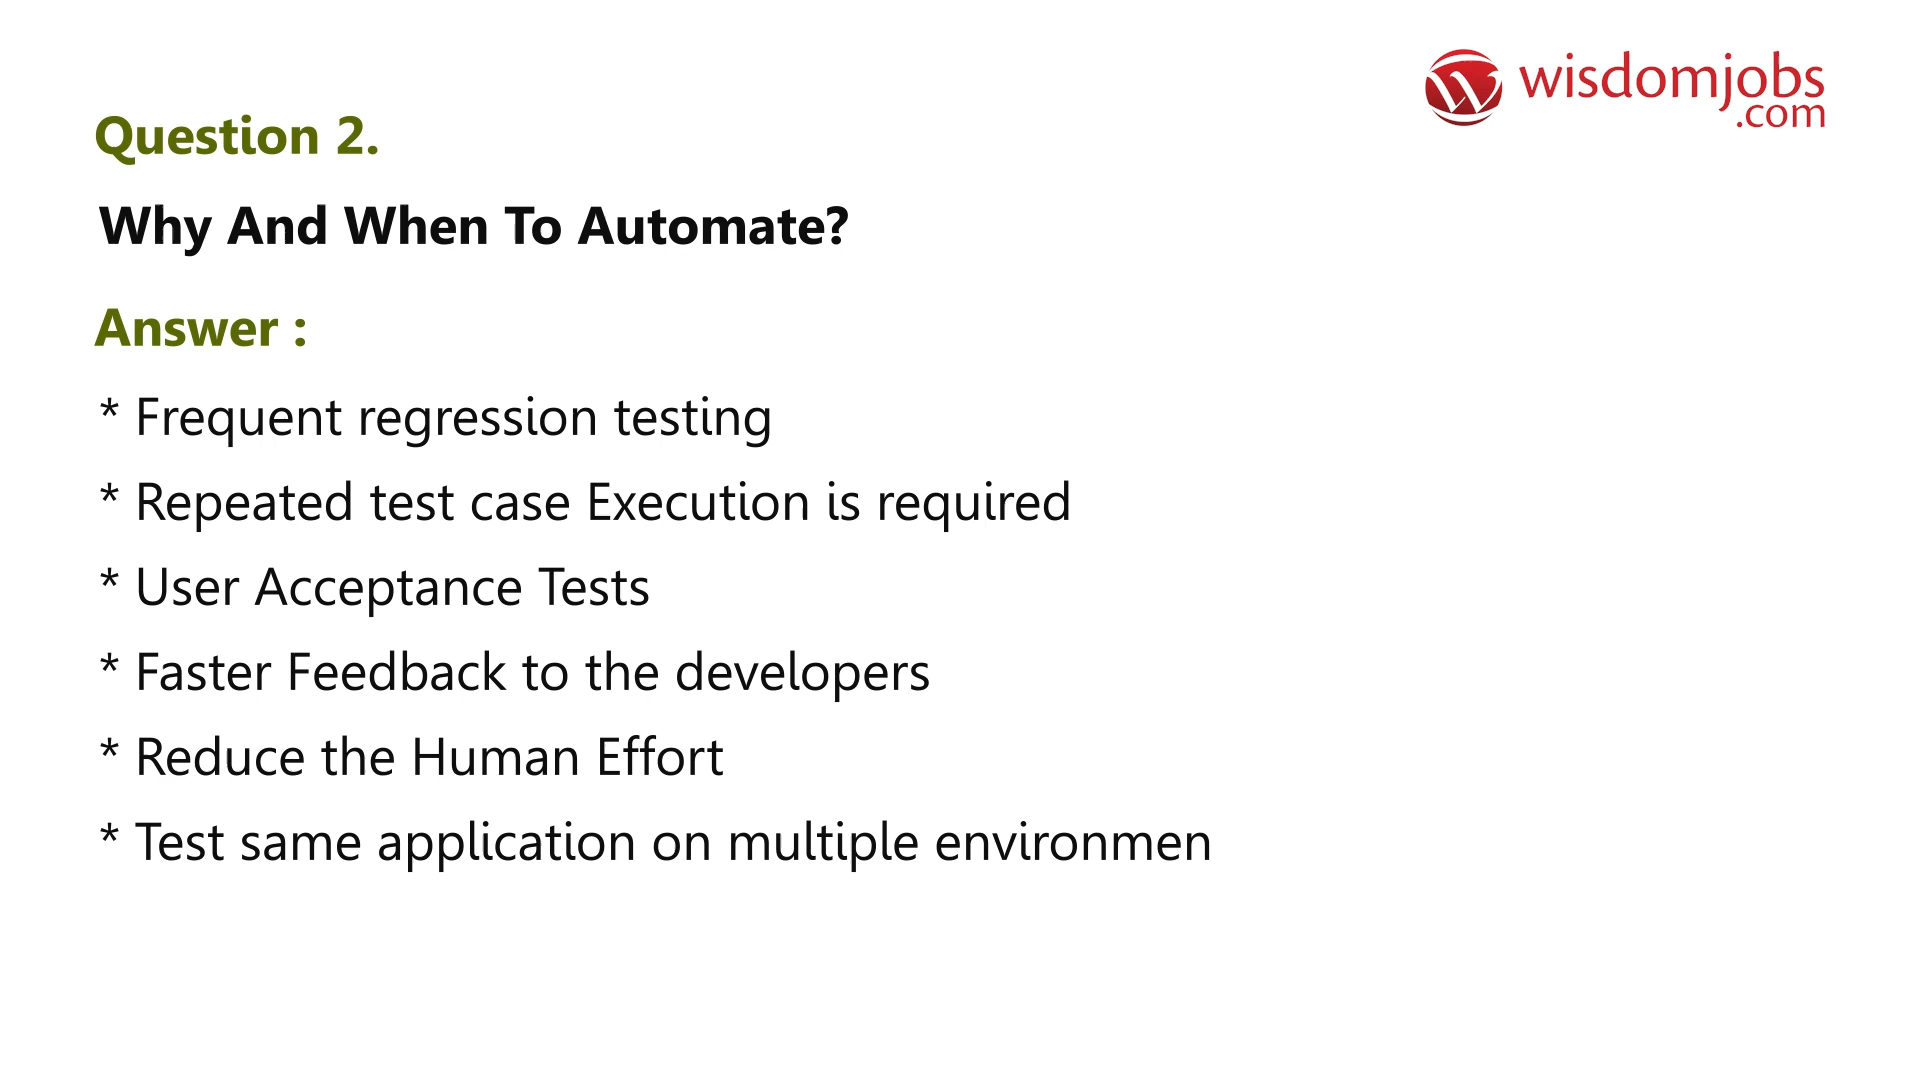 wisdomjobs
.com
Question 2.
Why And When To Automate?
Answer :
* Frequent regression testing
* Repeated test case Execution is required
* User Acceptance Tests
* Faster Feedback to the developers
* Reduce the Human Effort
* Test same application on multiple environmen